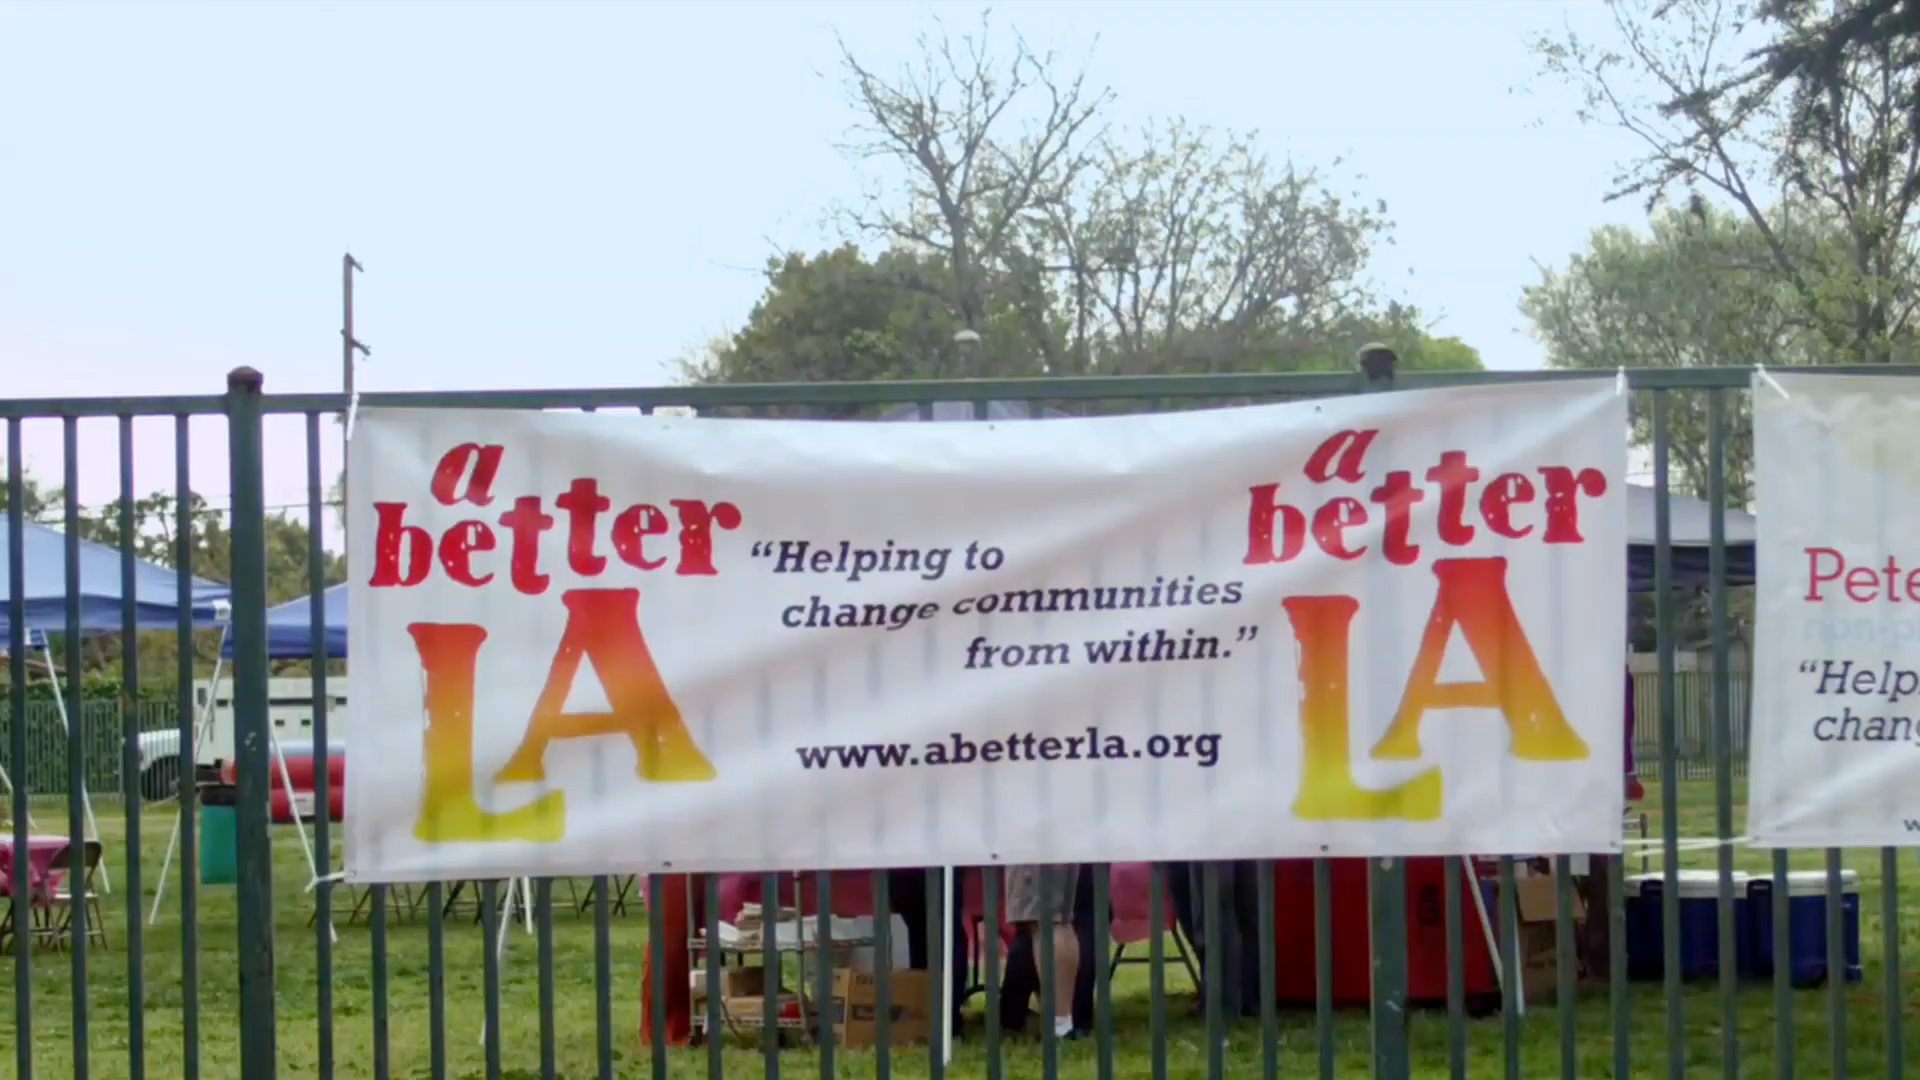 a
better
LA
“Helping to
change communities
from within.”
www.abetterla.org
a
better
LA
Pete
“Help
chang